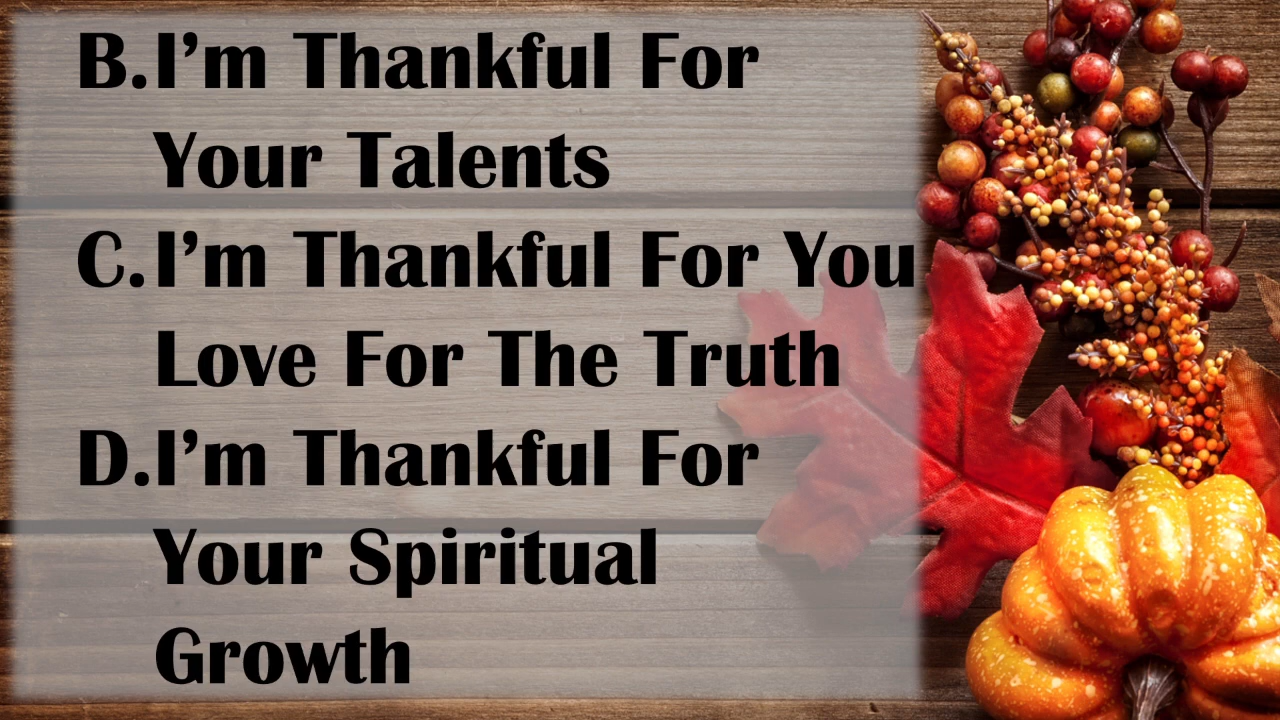 B. I'm Thankful For
Your Talents
C. I'm Thankful For You
Love For The Truth
D. I'm Thankful For
Your Spiritual
Growth